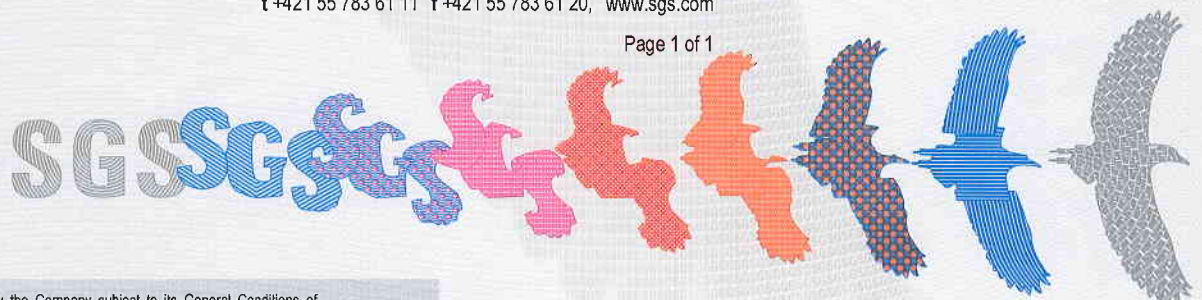 t +421 55 783 61 11 f +421 55 783 61 20, www.sgs.com
Page 1 of 1
SGS SGS SGS
the Company subject to its General Conditions of